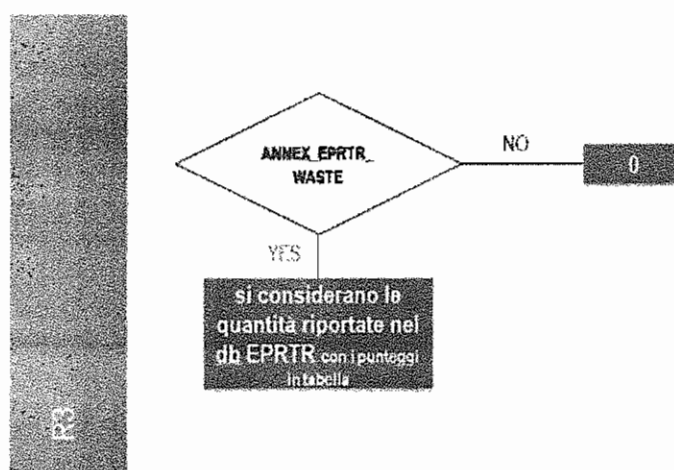 ANNEX_EPRTR_
WASTE
NO
0
YES
si considerano le
quantità riportate nel
db EPRTR con i punteggi
in tabella
R3